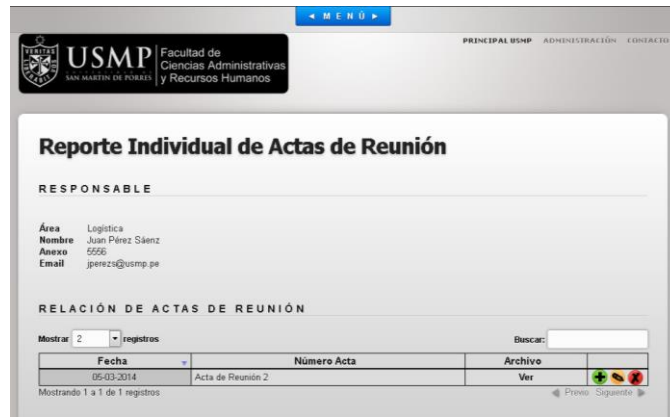 ◄ MENÚ ►
PRINCIPAL USMP ADMINISTRACIÓN CONTACTO
VERITAS
USMP
SAN MARTIN DE PORRES
Facultad de
Ciencias Administrativas
y Recursos Humanos
Reporte Individual de Actas de Reunión
RESPONSABLE
Área Logística
Nombre Juan Pérez Sáenz
Anexo 5556
Email jperezs@usmp.pe
RELACIÓN DE ACTAS DE REUNIÓN
Mostrar 2 registros Buscar:
Fecha Número Acta Archivo
05-03-2014 Acta de Reunión 2 Ver
Mostrando 1 a 1 de 1 registros Previo Siguiente